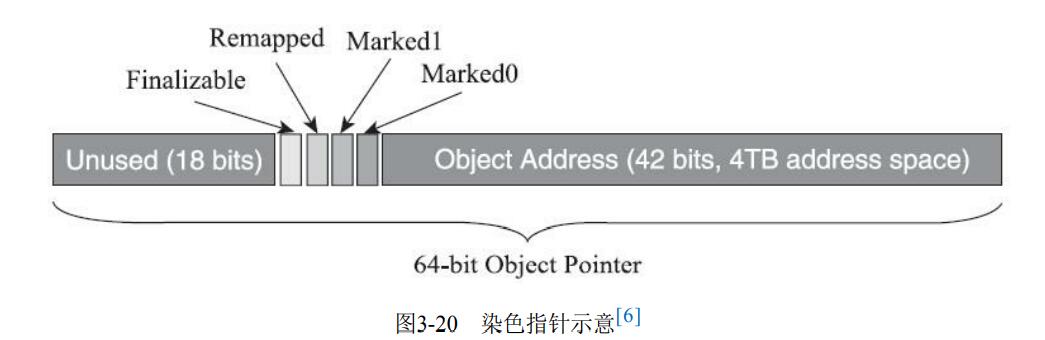 Remapped
Marked1
Finalizable
Marked0
Unused (18 bits)
Object Address (42 bits, 4TB address space)
64-bit Object Pointer
图3-20 染色指针示意[6]